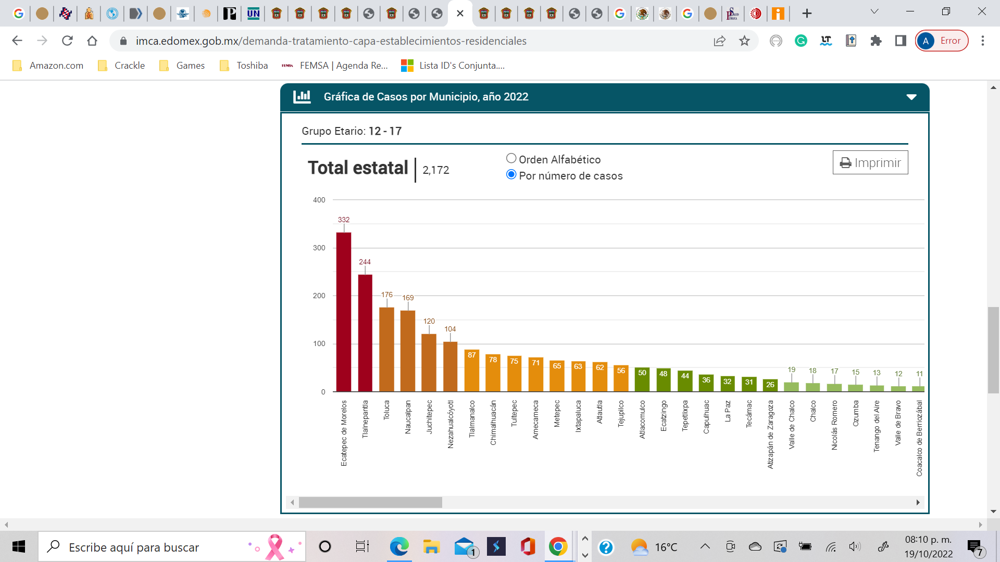 UN
imca.edomex.gob.mx/demanda-tratamiento-capa-establecimientos-residenciales
LT
A Error
Amazon.com Crackle Games Toshiba FEMSA FEMSA | Agenda Re... Lista ID's Conjunta....
Gráfica de Casos por Municipio, año 2022
Grupo Etario: 12 - 17
Total estatal 2,172
Orden Alfabético
Por número de casos
Imprimir
400
300
200
100
0
332
244
176
169
120
104
87
78
75
71
65
63
62
56
50
48
44
36
32
31
26
19
18
17
15
13
12
11
Ecatepec de Morelos
Tlalnepantla
Toluca
Naucalpan
Juchitepec
Nezahualcóyotl
Tlalmanalco
Chimalhuacán
Tultepec
Amecameca
Metepec
Ixtapaluca
Atlautla
Tejupilco
Atlacomulco
Ecatzingo
Tepetlixpa
Capulhuac
La Paz
Tecámac
Atizapán de Zaragoza
Valle de Chalco
Chalco
Nicolás Romero
Ozumba
Tenango del Aire
Valle de Bravo
Coacalco de Berriozábal
Escribe aquí para buscar
1
16°C
08:10 p. m.
19/10/2022
7